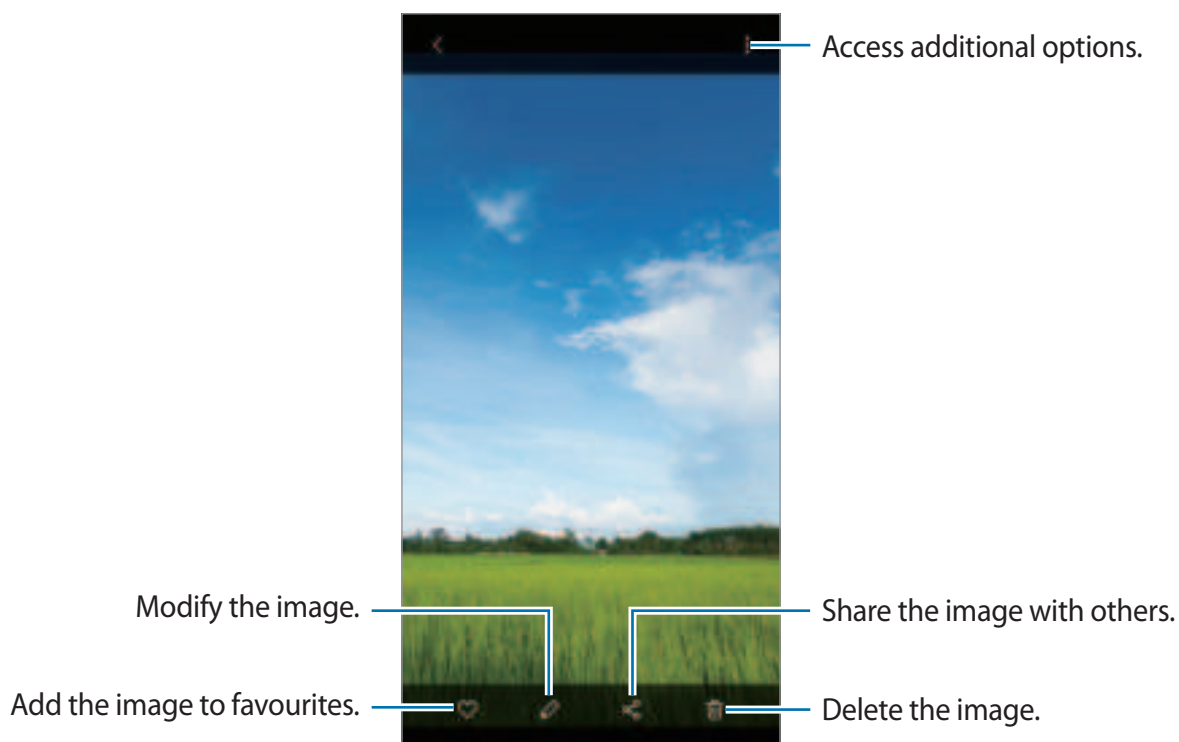 Access additional options.
Modify the image.
Share the image with others.
Add the image to favourites.
Delete the image.